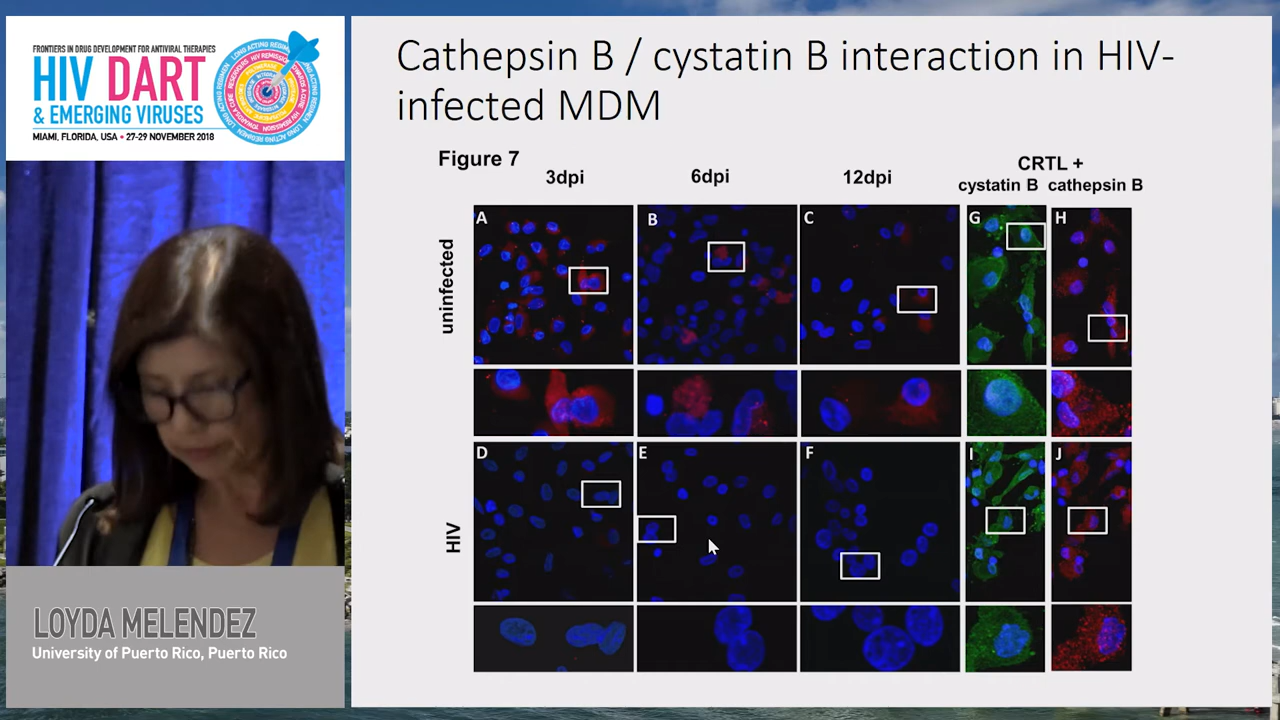 FRONTIERS IN DRUG DEVELOPMENT FOR ANTIVIRAL THERAPIES
HIV DART
& EMERGING VIRUSES
MIAMI, FLORIDA, USA • 27-29 NOVEMBER 2018
Cathepsin B / cystatin B interaction in HIV-
infected MDM
Figure 7
3dpi
6dpi
12dpi
CRTL +
cystatin B cathepsin B
uninfected
A
B
C
G
H
HIV
D
E
F
I
J
LOYDA MELENDEZ
University of Puerto Rico, Puerto Rico